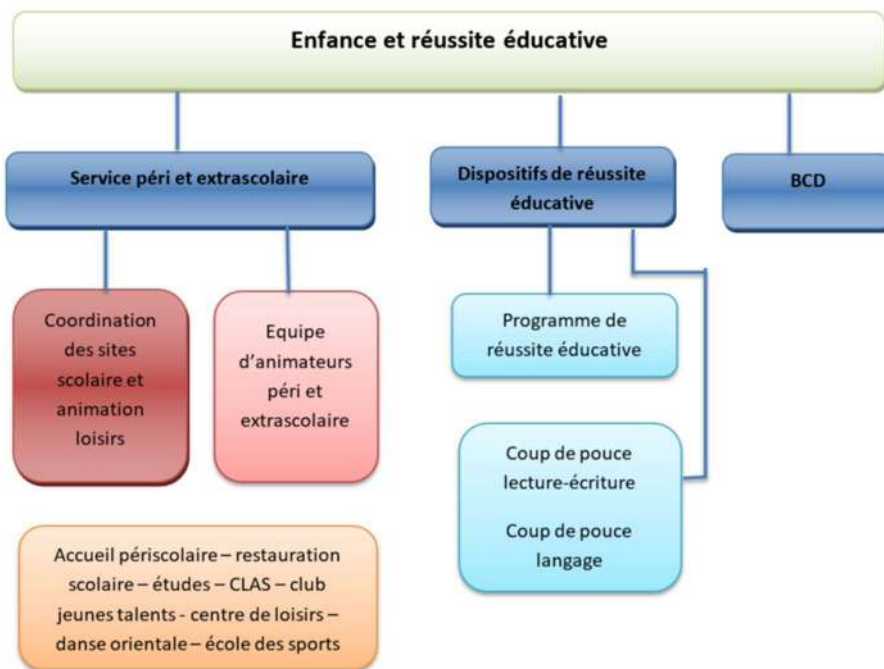 Enfance et réussite éducative
Service péri et extrascolaire
Dispositifs de réussite
éducative
BCD
Coordination
des sites
scolaire et
animation
loisirs
Equipe
d’animateurs
péri et
extrascolaire
Programme de
réussite éducative
Coup de pouce
lecture-écriture
Coup de pouce
langage
Accueil périscolaire – restauration
scolaire – études – CLAS – club
jeunes talents - centre de loisirs –
danse orientale – école des sports